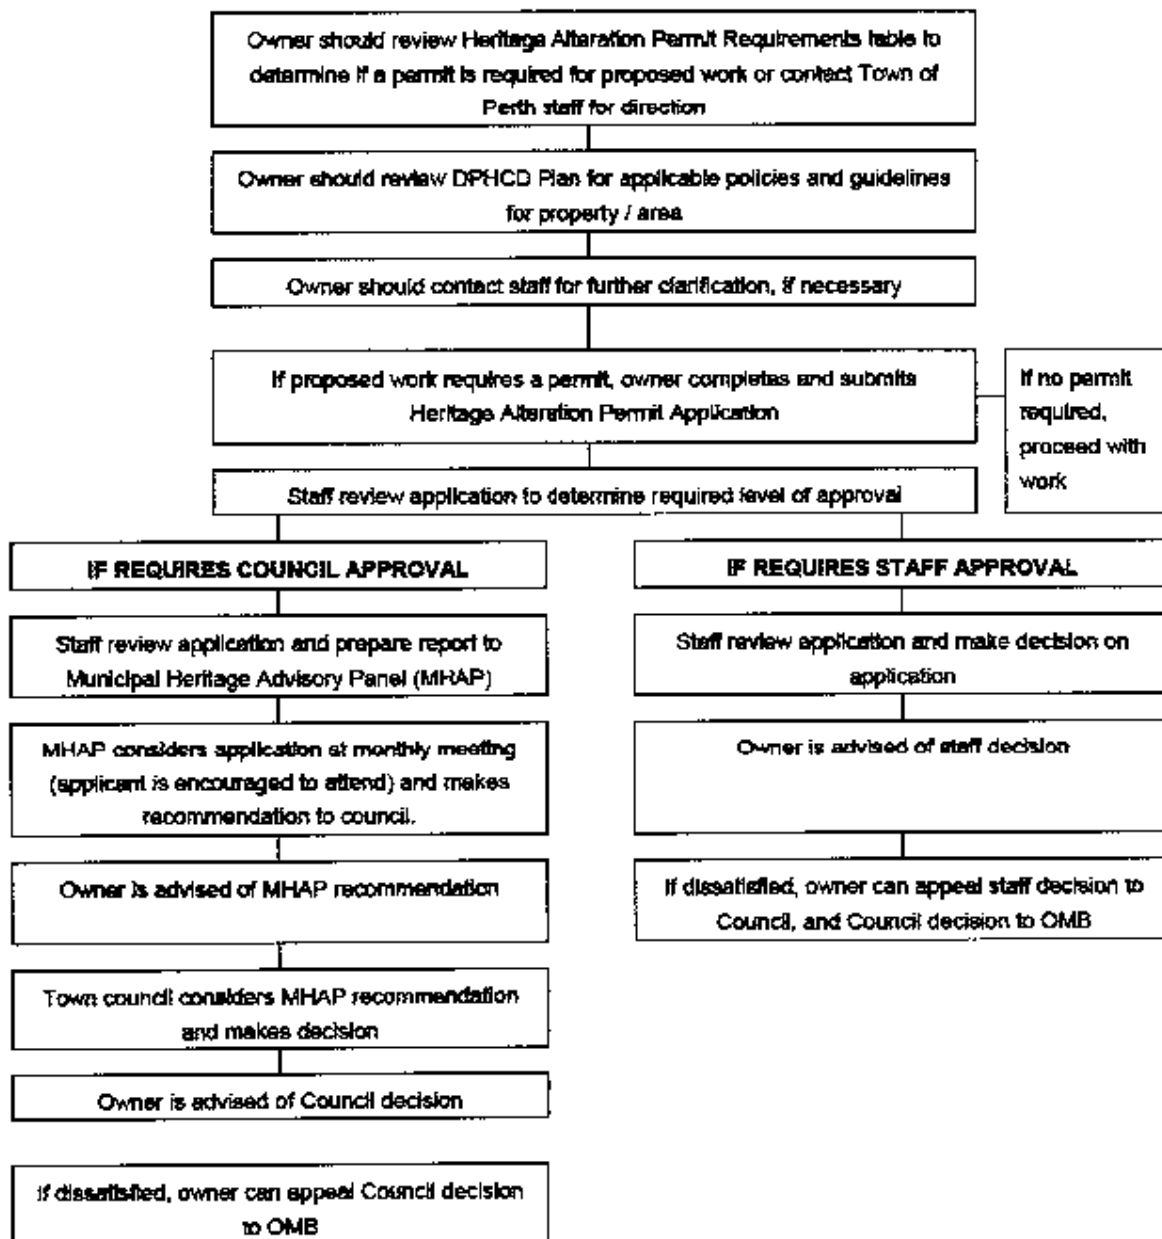 Owner should review Heritage Alteration Permit Requirements table to
determine if a permit is required for proposed work or contact Town of
Perth staff for direction
Owner should review DPHCD Plan for applicable policies and guidelines
for property / area
Owner should contact staff for further clarification, if necessary
If proposed work requires a permit, owner completes and submits
Heritage Alteration Permit Application
If no permit
required,
proceed with
work
Staff review application to determine required level of approval
IF REQUIRES COUNCIL APPROVAL
Staff review application and prepare report to
Municipal Heritage Advisory Panel (MHAP)
MHAP considers application at monthly meeting
(applicant is encouraged to attend) and makes
recommendation to council.
Owner is advised of MHAP recommendation
Town council considers MHAP recommendation
and makes decision
Owner is advised of Council decision
If dissatisfied, owner can appeal Council decision
to OMB
IF REQUIRES STAFF APPROVAL
Staff review application and make decision on
application
Owner is advised of staff decision
If dissatisfied, owner can appeal staff decision to
Council, and Council decision to OMB